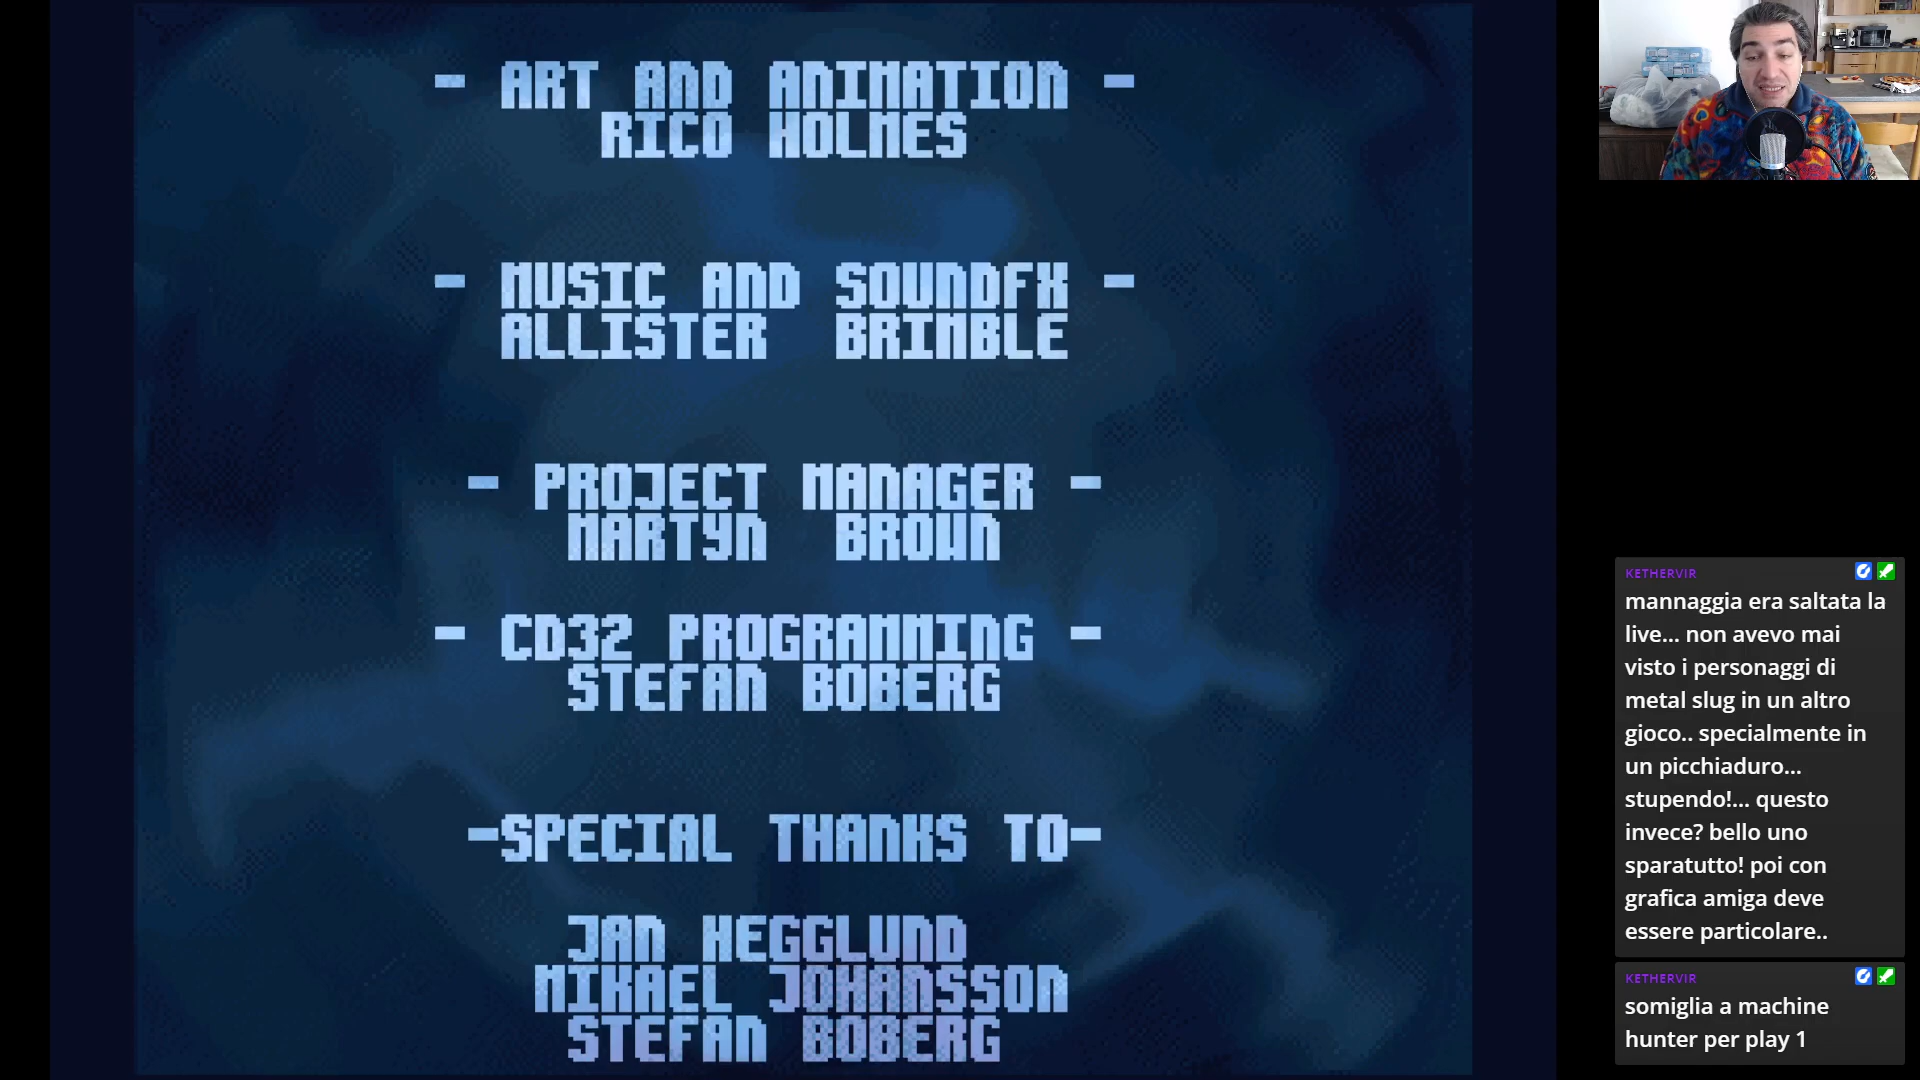 - ART AND ANIMATION -
RICO HOLMES
- MUSIC AND SOUNDFX -
ALLISTER BRIMBLE
- PROJECT MANAGER -
MARTYN BROWN
- CD32 PROGRAMMING -
STEFAN BOBERG
-SPECIAL THANKS TO-
JAN HEGGLUND
MIKAEL JOHANSSON
STEFAN BOBERG
KETHERVIR
mannaggia era saltata la
live... non avevo mai
visto i personaggi di
metal slug in un altro
gioco.. specialmente in
un picchiaduro...
stupendo!... questo
invece? bello uno
sparatutto! poi con
grafica amiga deve
essere particolare..
KETHERVIR
somiglia a machine
hunter per play 1